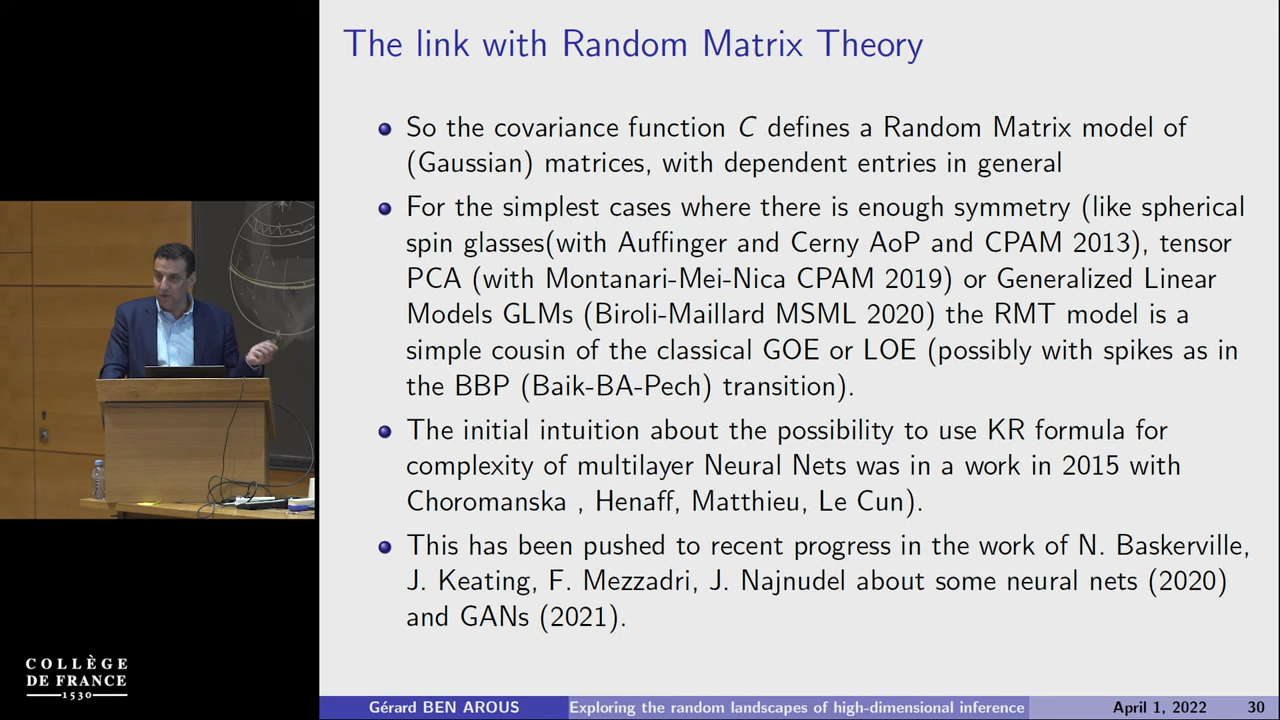 The link with Random Matrix Theory
So the covariance function C defines a Random Matrix model of
(Gaussian) matrices, with dependent entries in general
For the simplest cases where there is enough symmetry (like spherical
spin glasses(with Auffinger and Cerny AoP and CPAM 2013), tensor
PCA (with Montanari-Mei-Nica CPAM 2019) or Generalized Linear
Models GLMs (Biroli-Maillard MSML 2020) the RMT model is a
simple cousin of the classical GOE or LOE (possibly with spikes as in
the BBP (Baik-BA-Pech) transition).
The initial intuition about the possibility to use KR formula for
complexity of multilayer Neural Nets was in a work in 2015 with
Choromanska , Henaff, Matthieu, Le Cun).
This has been pushed to recent progress in the work of N. Baskerville,
J. Keating, F. Mezzadri, J. Najnudel about some neural nets (2020)
and GANs (2021).
COLLÈGE
DE FRANCE
1530
Gérard BEN AROUS Exploring the random landscapes of high-dimensional inference April 1, 2022 30